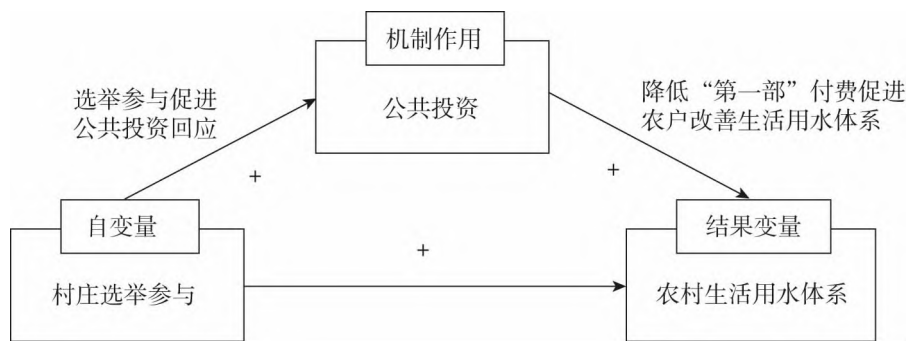 机制作用
公共投资
选举参与促进
公共投资回应
降低“第一部”付费促进
农户改善生活用水体系
+
+
自变量
村庄选举参与
+
结果变量
农村生活用水体系